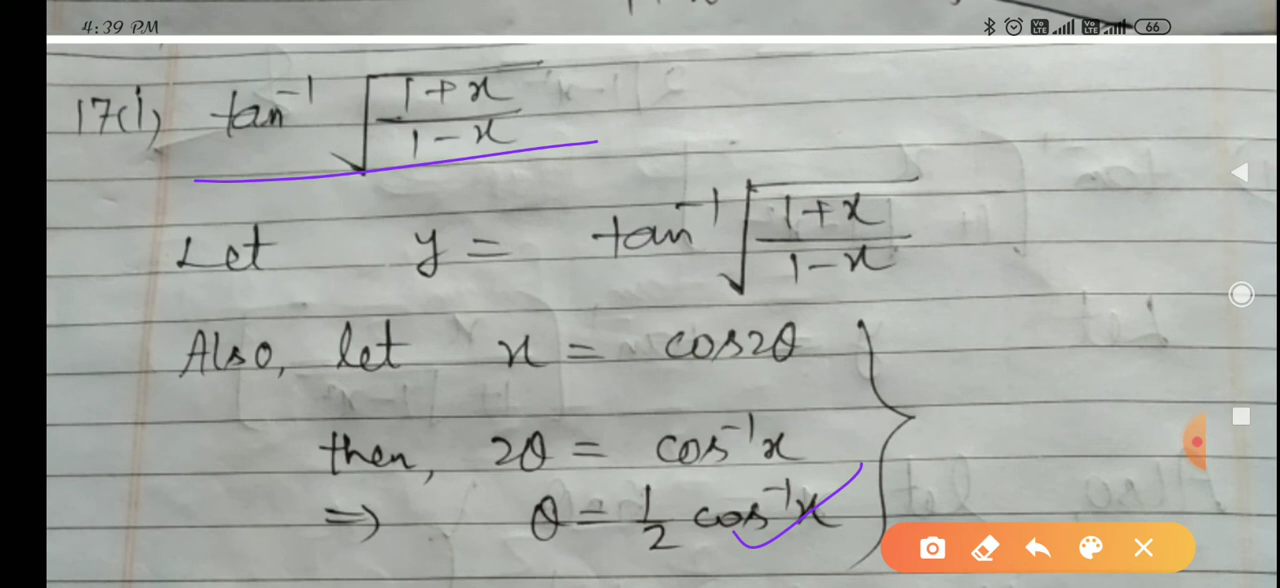 4:39 PM 66
17(i) tan⁻¹ √(1+x / 1-x)
Let y = tan⁻¹ √(1+x / 1-x)
Also, let x = cos2θ
then, 2θ = cos⁻¹x
⇒ θ = 1/2 cos⁻¹x